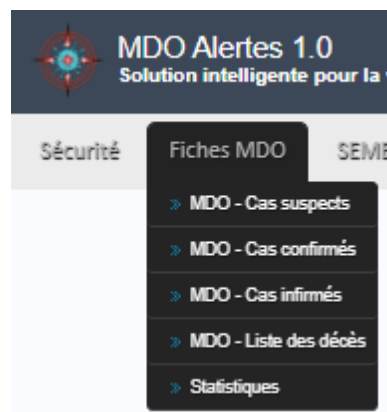 MDO Alertes 1.0
Solution intelligente pour la
Sécurité Fiches MDO
» MDO - Cas suspects
» MDO - Cas confirmés
» MDO - Cas infirmés
» MDO - Liste des décès
» Statistiques